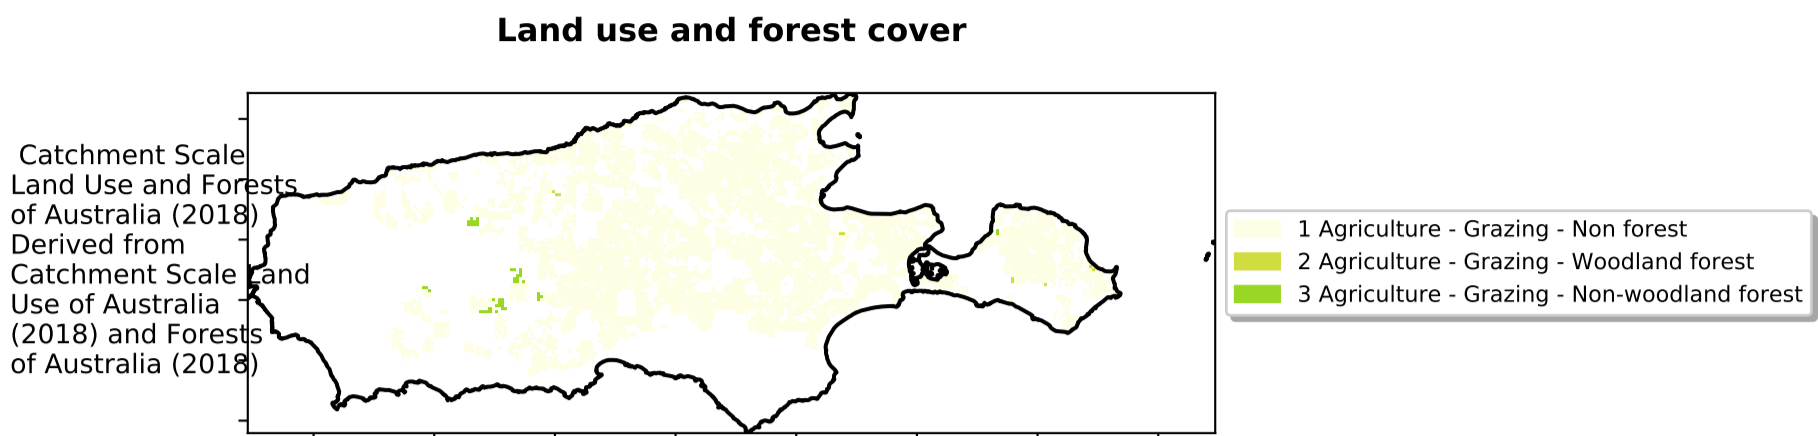 Land use and forest cover
Catchment Scale
Land Use and Forests
of Australia (2018)
Derived from
Catchment Scale Land
Use of Australia
(2018) and Forests
of Australia (2018)
1 Agriculture - Grazing - Non forest
2 Agriculture - Grazing - Woodland forest
3 Agriculture - Grazing - Non-woodland forest